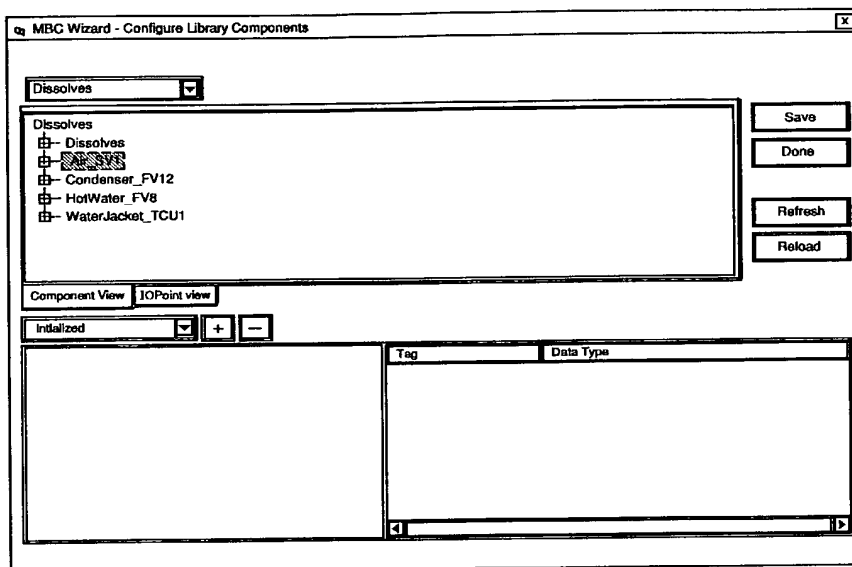 MBC Wizard - Configure Library Components
Dissolves
Dissolves
Dissolves
Air_SV1
Condenser_FV12
HotWater_FV8
WaterJacket_TCU1
Save
Done
Refresh
Reload
Component View IOPoint view
Intialized + −
Tag Data Type